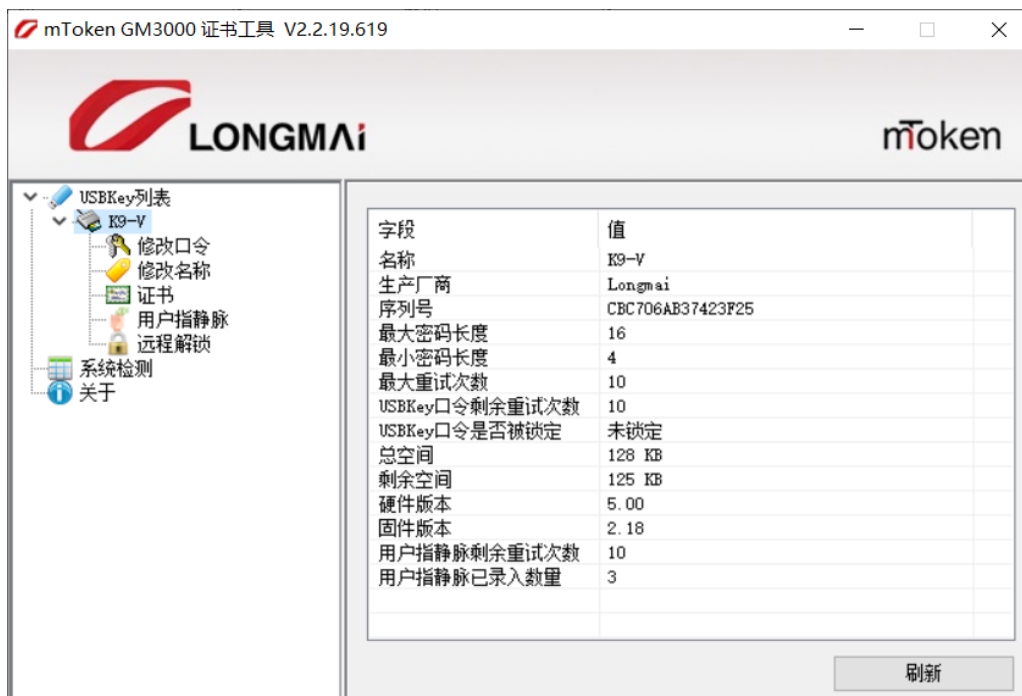 mToken GM3000 证书工具 V2.2.19.619
LONGMAi
mToken
USBKey列表
K9-V
修改口令
修改名称
证书
用户指静脉
远程解锁
系统检测
关于
字段 值
名称 K9-V
生产厂商 Longmai
序列号 CBC706AB37423F25
最大密码长度 16
最小密码长度 4
最大重试次数 10
USBKey口令剩余重试次数 10
USBKey口令是否被锁定 未锁定
总空间 128 KB
剩余空间 125 KB
硬件版本 5.00
固件版本 2.18
用户指静脉剩余重试次数 10
用户指静脉已录入数量 3
刷新